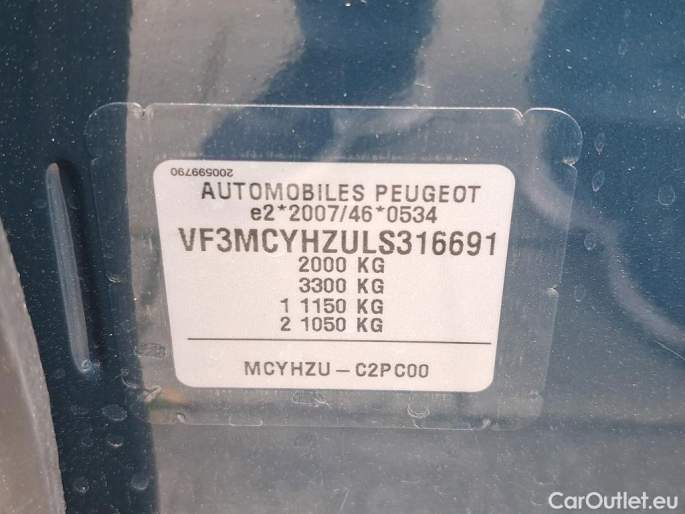 200599790
AUTOMOBILES PEUGEOT
e2*2007/46*0534
VF3MCYHZULS316691
2000 KG
3300 KG
1 1150 KG
2 1050 KG
MCYHZU – C2PC00
CarOutlet.eu